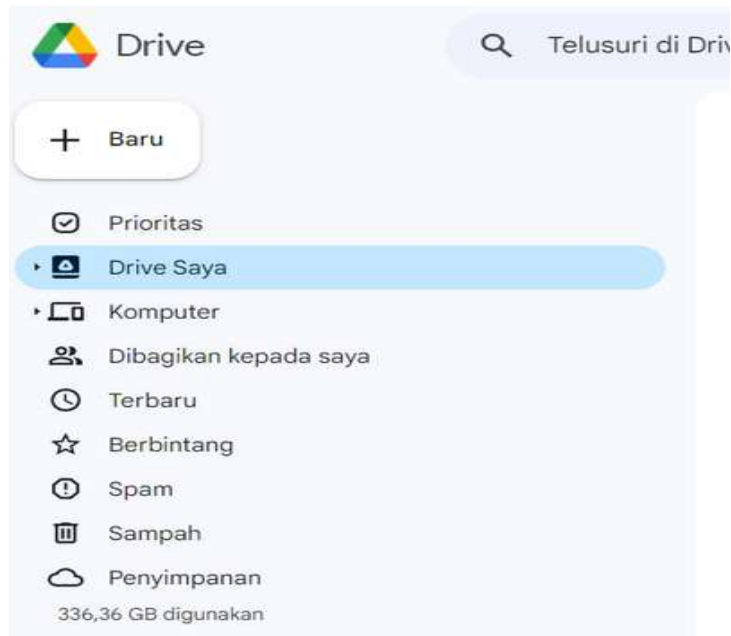 Drive
Telusuri di Driv
Baru
Prioritas
Drive Saya
Komputer
Dibagikan kepada saya
Terbaru
Berbintang
Spam
Sampah
Penyimpanan
336,36 GB digunakan